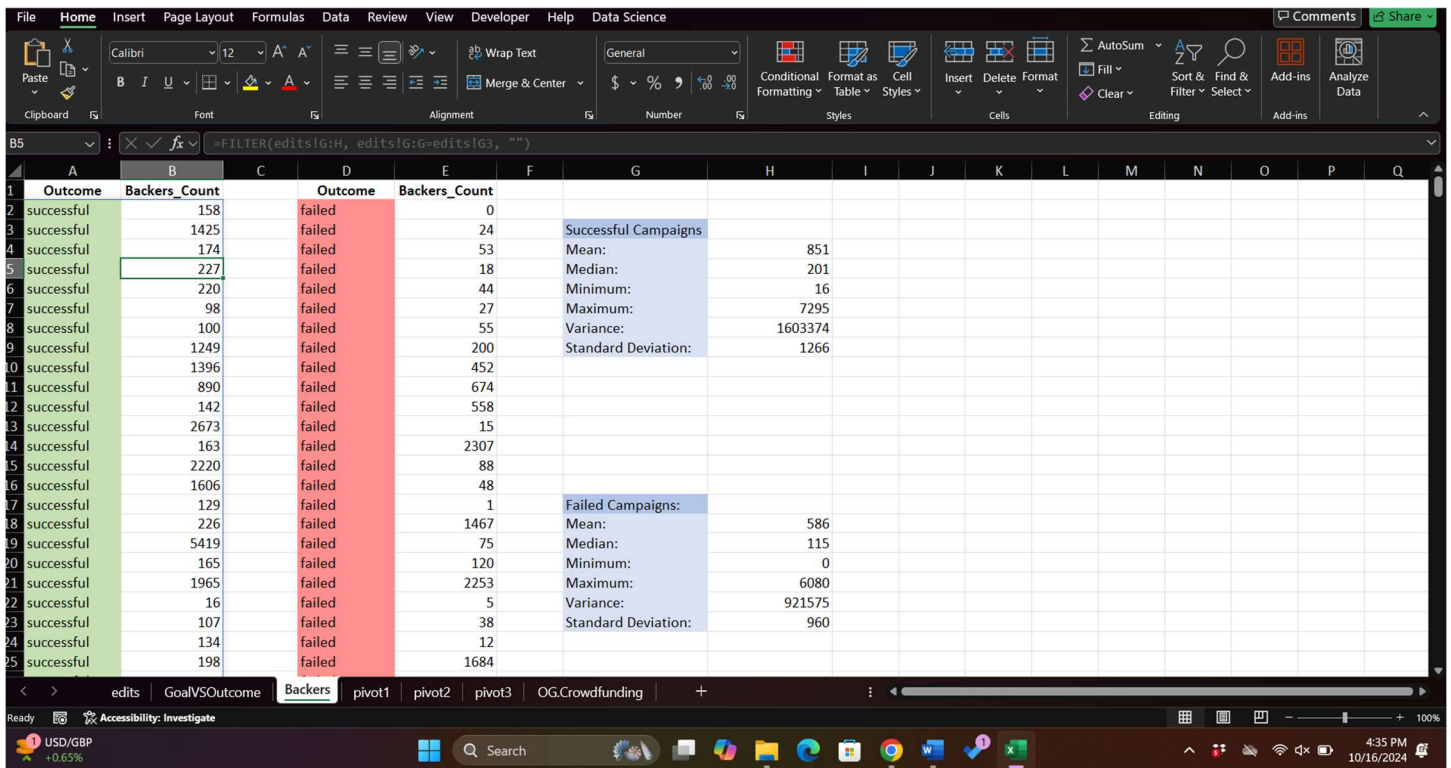 File Home Insert Page Layout Formulas Data Review View Developer Help Data Science Comments Share
Calibri 12 A^ A˅ ab Wrap Text General AutoSum
Paste B I U A Merge & Center $ % 9 .00 Conditional Formatting Format as Table Cell Styles Insert Delete Format Fill Clear Sort & Filter Find & Select Add-ins Analyze Data
Clipboard Font Alignment Number Styles Cells Editing Add-ins
B5 fx =FILTER(edits!G:H, edits!G:G=edits!G3, "")
A B C D E F G H I J K L M N O P Q
1 Outcome Backers_Count Outcome Backers_Count
2 successful 158 failed 0
3 successful 1425 failed 24 Successful Campaigns
4 successful 174 failed 53 Mean: 851
5 successful 227 failed 18 Median: 201
6 successful 220 failed 44 Minimum: 16
7 successful 98 failed 27 Maximum: 7295
8 successful 100 failed 55 Variance: 1603374
9 successful 1249 failed 200 Standard Deviation: 1266
10 successful 1396 failed 452
11 successful 890 failed 674
12 successful 142 failed 558
13 successful 2673 failed 15
14 successful 163 failed 2307
15 successful 2220 failed 88
16 successful 1606 failed 48
17 successful 129 failed 1 Failed Campaigns:
18 successful 226 failed 1467 Mean: 586
19 successful 5419 failed 75 Median: 115
20 successful 165 failed 120 Minimum: 0
21 successful 1965 failed 2253 Maximum: 6080
22 successful 16 failed 5 Variance: 921575
23 successful 107 failed 38 Standard Deviation: 960
24 successful 134 failed 12
25 successful 198 failed 1684
edits GoalVSOutcome Backers pivot1 pivot2 pivot3 OG.Crowdfunding +
Ready Accessibility: Investigate 100%
1 USD/GBP +0.65% Search 1 4:35 PM 10/16/2024